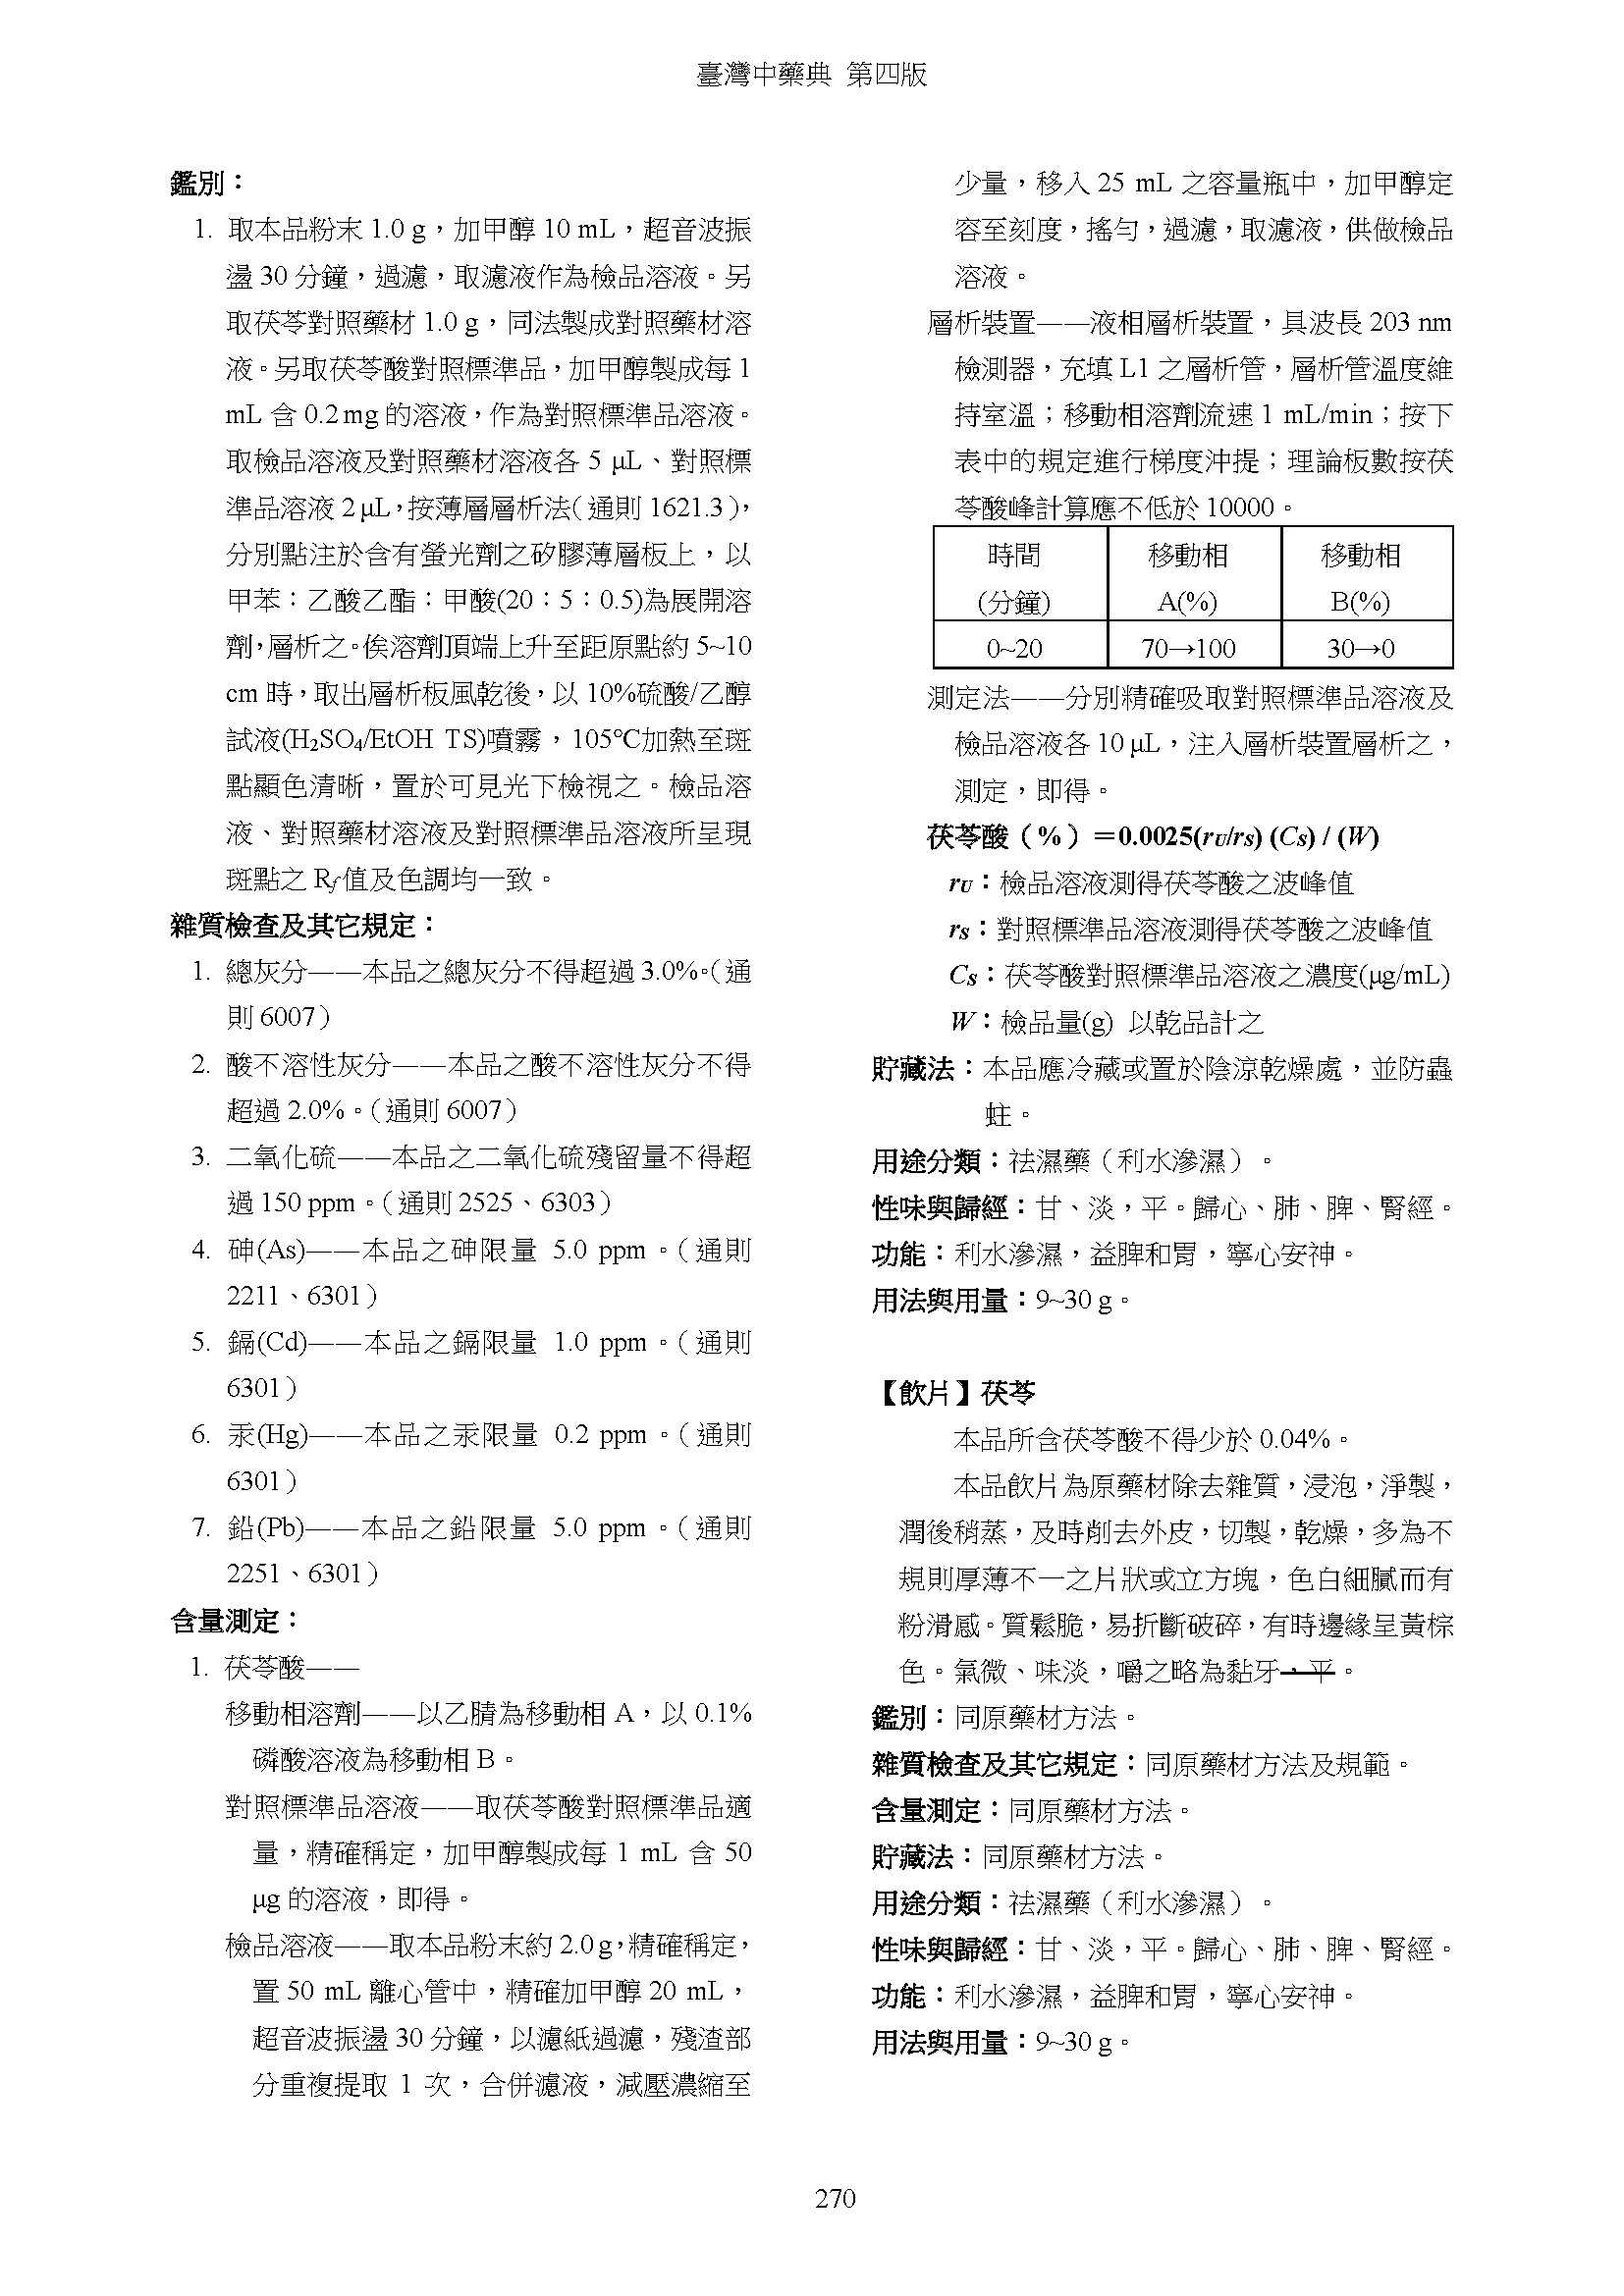 臺灣中藥典 第四版
鑑別：
1. 取本品粉末 1.0 g，加甲醇 10 mL，超音波振
盪 30 分鐘，過濾，取濾液作為檢品溶液。另
取茯苓對照藥材 1.0 g，同法製成對照藥材溶
液。另取茯苓酸對照標準品，加甲醇製成每 1
mL 含 0.2 mg 的溶液，作為對照標準品溶液。
取檢品溶液及對照藥材溶液各 5 μL、對照標
準品溶液 2 μL，按薄層層析法（通則 1621.3），
分別點注於含有螢光劑之矽膠薄層板上，以
甲苯：乙酸乙酯：甲酸(20：5：0.5)為展開溶
劑，層析之。俟溶劑頂端上升至距原點約 5~10
cm 時，取出層析板風乾後，以 10%硫酸/乙醇
試液(H₂SO₄/EtOH TS)噴霧，105℃加熱至斑
點顯色清晰，置於可見光下檢視之。檢品溶
液、對照藥材溶液及對照標準品溶液所呈現
斑點之 Rf值及色調均一致。
雜質檢查及其它規定：
1. 總灰分——本品之總灰分不得超過 3.0%。（通
則 6007）
2. 酸不溶性灰分——本品之酸不溶性灰分不得
超過 2.0%。（通則 6007）
3. 二氧化硫——本品之二氧化硫殘留量不得超
過 150 ppm。（通則 2525、6303）
4. 砷(As)——本品之砷限量 5.0 ppm。（通則
2211、6301）
5. 鎘(Cd)——本品之鎘限量 1.0 ppm。（通則
6301）
6. 汞(Hg)——本品之汞限量 0.2 ppm。（通則
6301）
7. 鉛(Pb)——本品之鉛限量 5.0 ppm。（通則
2251、6301）
含量測定：
1. 茯苓酸——
移動相溶劑——以乙腈為移動相 A，以 0.1%
磷酸溶液為移動相 B。
對照標準品溶液——取茯苓酸對照標準品適
量，精確稱定，加甲醇製成每 1 mL 含 50
μg 的溶液，即得。
檢品溶液——取本品粉末約 2.0 g，精確稱定，
置 50 mL 離心管中，精確加甲醇 20 mL，
超音波振盪 30 分鐘，以濾紙過濾，殘渣部
分重複提取 1 次，合併濾液，減壓濃縮至
少量，移入 25 mL 之容量瓶中，加甲醇定
容至刻度，搖勻，過濾，取濾液，供做檢品
溶液。
層析裝置——液相層析裝置，具波長 203 nm
檢測器，充填 L1 之層析管，層析管溫度維
持室溫；移動相溶劑流速 1 mL/min；按下
表中的規定進行梯度沖提；理論板數按茯
苓酸峰計算應不低於 10000。
時間 移動相 移動相
(分鐘) A(%) B(%)
0~20 70→100 30→0
測定法——分別精確吸取對照標準品溶液及
檢品溶液各 10 μL，注入層析裝置層析之，
測定，即得。
茯苓酸（%）＝0.0025(rU/rS) (CS) / (W)
rU：檢品溶液測得茯苓酸之波峰值
rS：對照標準品溶液測得茯苓酸之波峰值
CS：茯苓酸對照標準品溶液之濃度(μg/mL)
W：檢品量(g) 以乾品計之
貯藏法：本品應冷藏或置於陰涼乾燥處，並防蟲
蛀。
用途分類：祛濕藥（利水滲濕）。
性味與歸經：甘、淡，平。歸心、肺、脾、腎經。
功能：利水滲濕，益脾和胃，寧心安神。
用法與用量：9~30 g。
【飲片】茯苓
本品所含茯苓酸不得少於 0.04%。
本品飲片為原藥材除去雜質，浸泡，淨製，
潤後稍蒸，及時削去外皮，切製，乾燥，多為不
規則厚薄不一之片狀或立方塊，色白細膩而有
粉滑感。質鬆脆，易折斷破碎，有時邊緣呈黃棕
色。氣微、味淡，嚼之略為黏牙，平。
鑑別：同原藥材方法。
雜質檢查及其它規定：同原藥材方法及規範。
含量測定：同原藥材方法。
貯藏法：同原藥材方法。
用途分類：祛濕藥（利水滲濕）。
性味與歸經：甘、淡，平。歸心、肺、脾、腎經。
功能：利水滲濕，益脾和胃，寧心安神。
用法與用量：9~30 g。
270